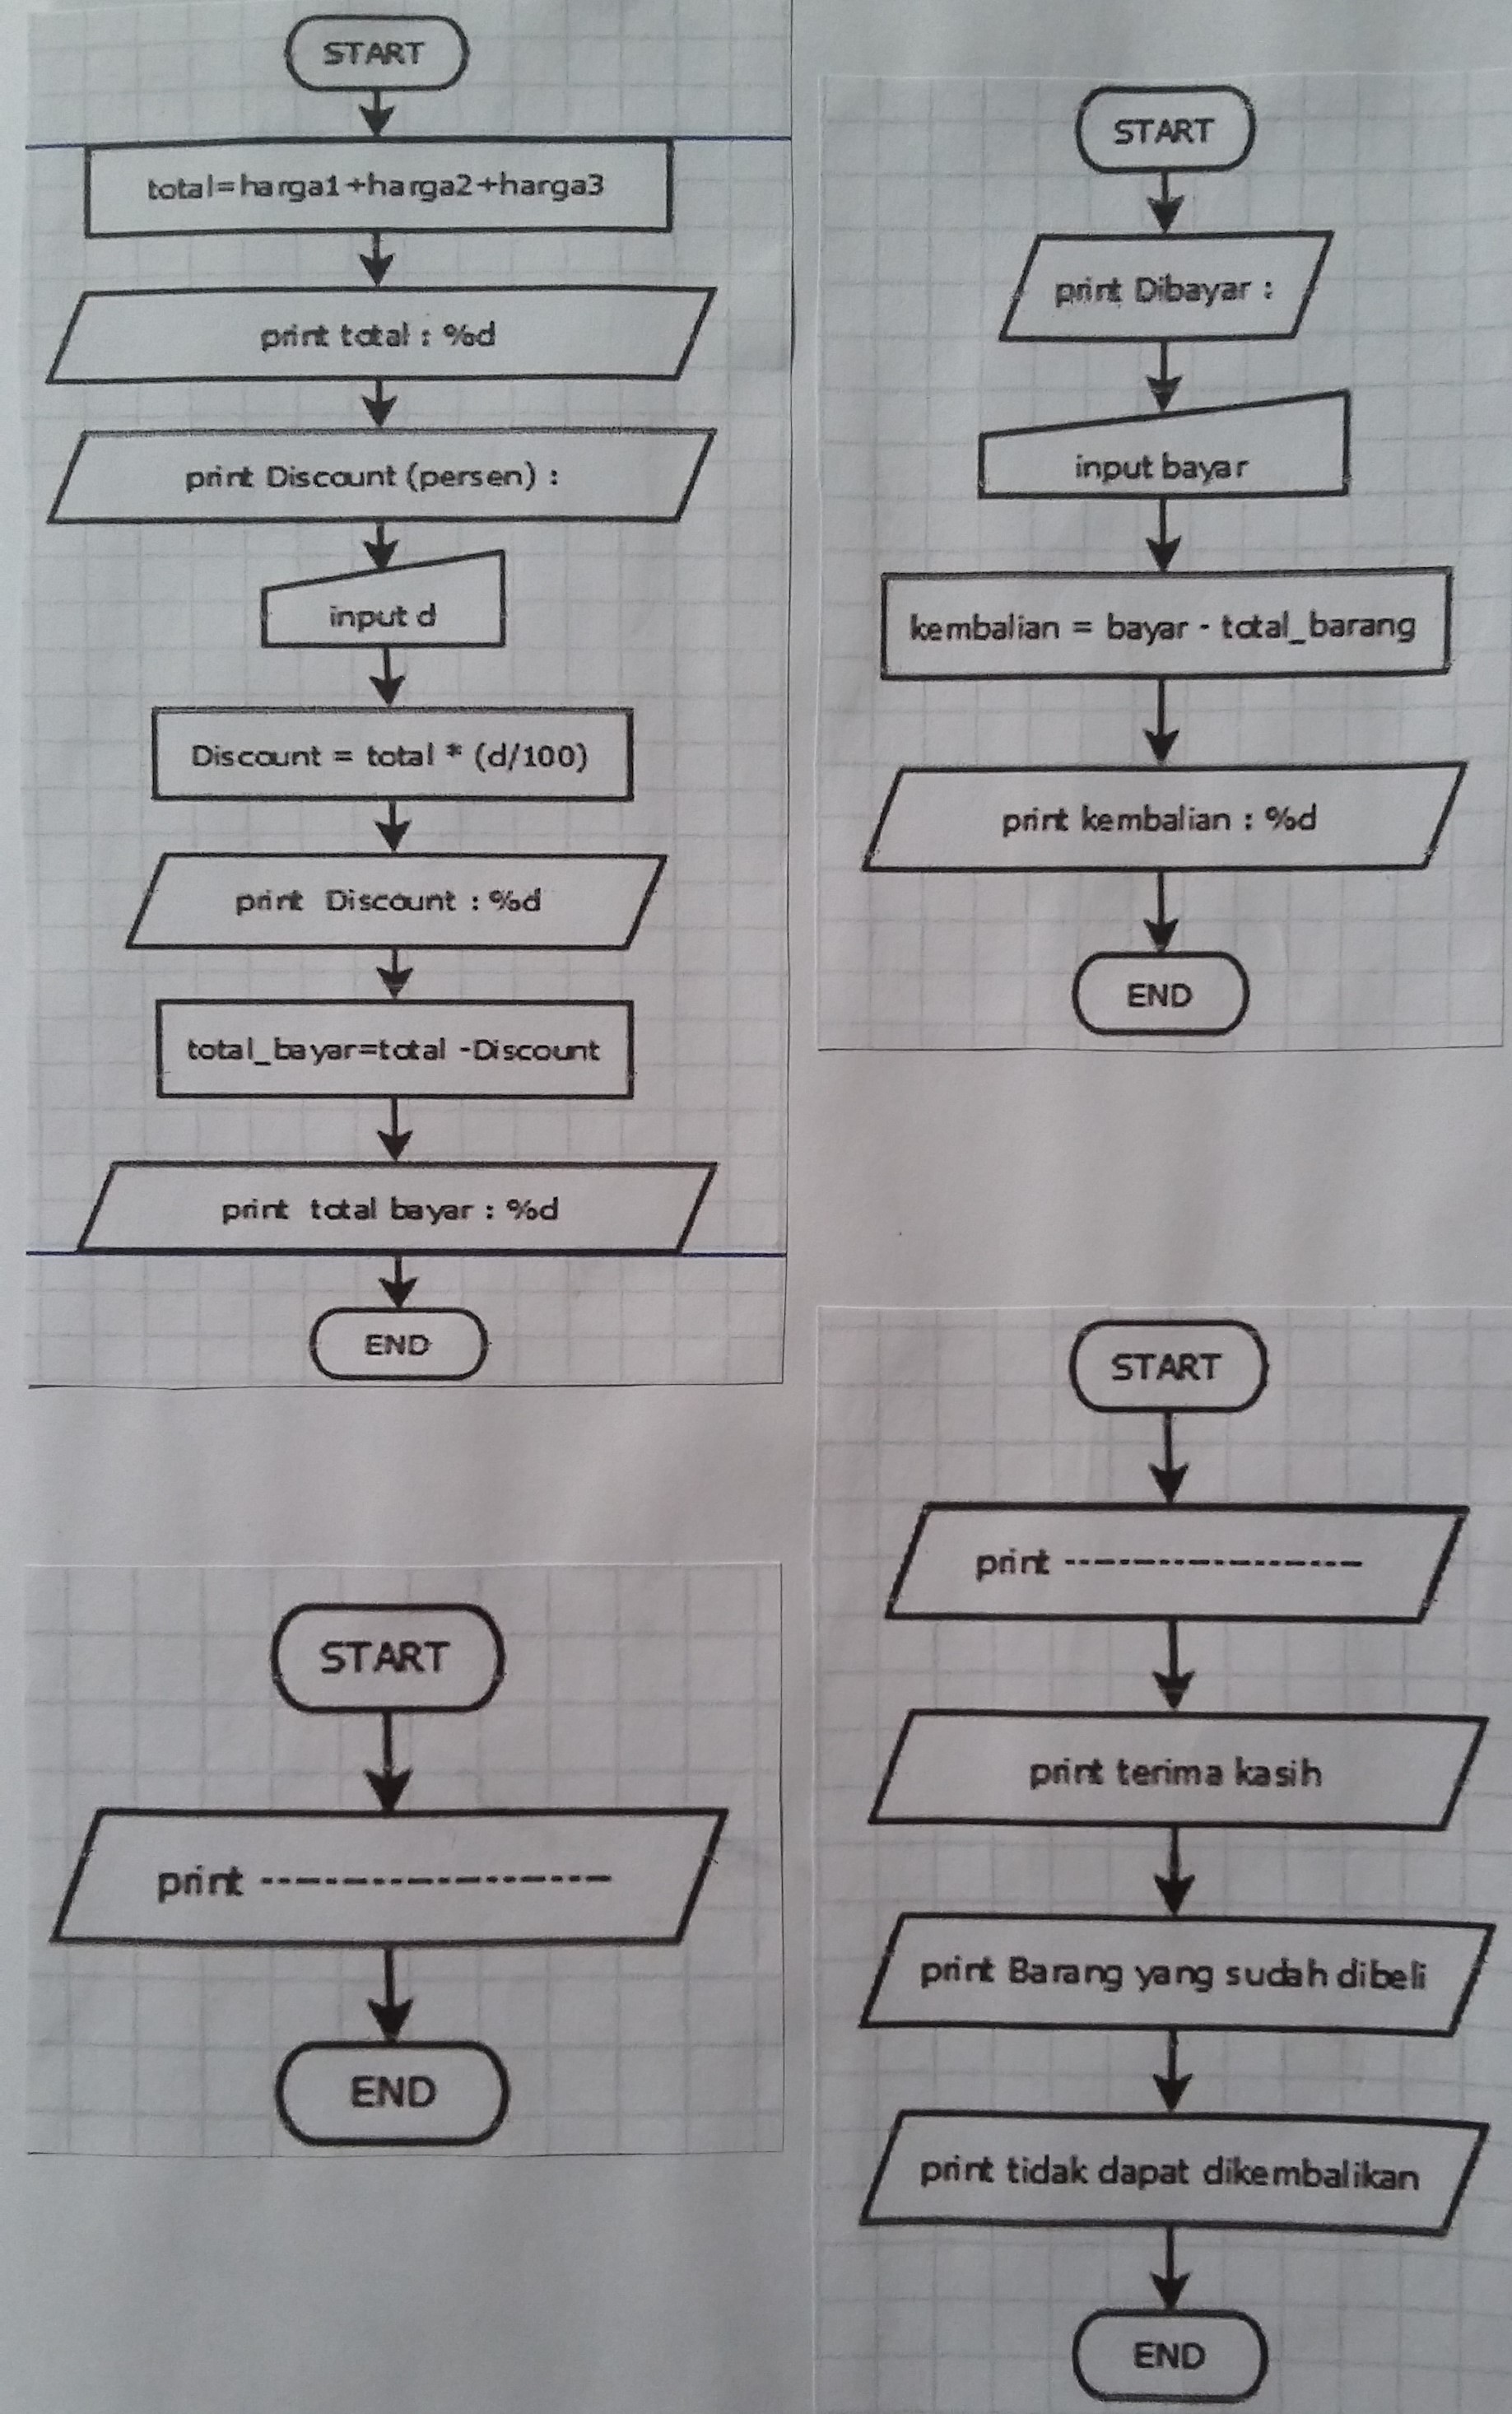 START
total=harga1+harga2+harga3
print total : %d
print Discount (persen) :
input d
Discount = total * (d/100)
print Discount : %d
total_bayar=total -Discount
print total bayar : %d
END
START
print Dibayar :
input bayar
kembalian = bayar - total_barang
print kembalian : %d
END
START
print ----------------------
END
START
print ----------------------
print terima kasih
print Barang yang sudah dibeli
print tidak dapat dikembalikan
END